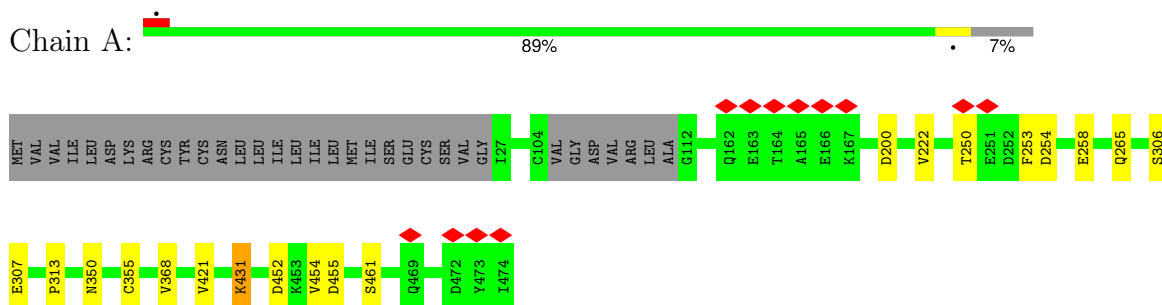 Chain A:
89% 7%
MET VAL VAL ILE LEU ASP LYS ARG CYS TYR CYS ASN LEU LEU ILE LEU ILE LEU MET ILE SER GLU CYS SER VAL GLY I27 C104 VAL GLY ASP VAL ARG LEU ALA G112 Q162 E163 T164 A165 E166 K167 D200 V222 T250 E251 D252 F253 D254 E258 Q265 S306
E307 P313 N350 C355 V368 V421 K431 D452 K453 V454 D455 S461 Q469 D472 Y473 I474